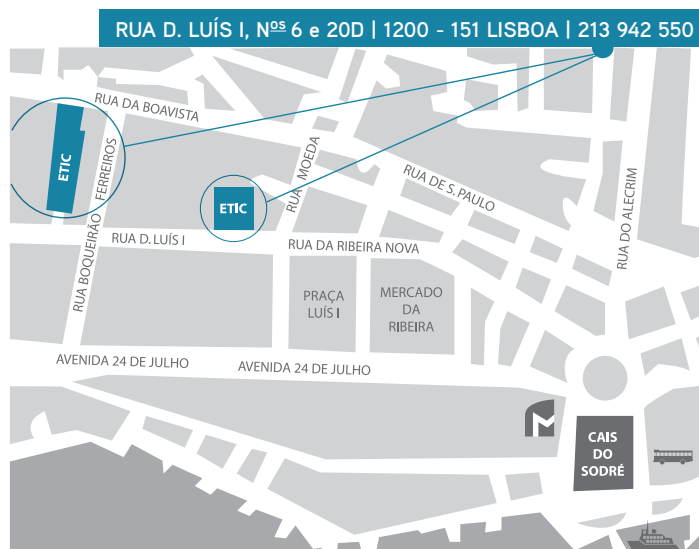 RUA D. LUÍS I, Nºs 6 e 20D | 1200 - 151 LISBOA | 213 942 550
RUA DA BOAVISTA
RUA MOEDA
ETIC
RUA BOQUEIRÃO FERREIROS
RUA DE S. PAULO
RUA DO ALECRIM
ETIC
RUA D. LUÍS I
RUA DA RIBEIRA NOVA
PRAÇA
LUÍS I
MERCADO
DA
RIBEIRA
AVENIDA 24 DE JULHO
AVENIDA 24 DE JULHO
M
CAIS
DO
SODRÉ